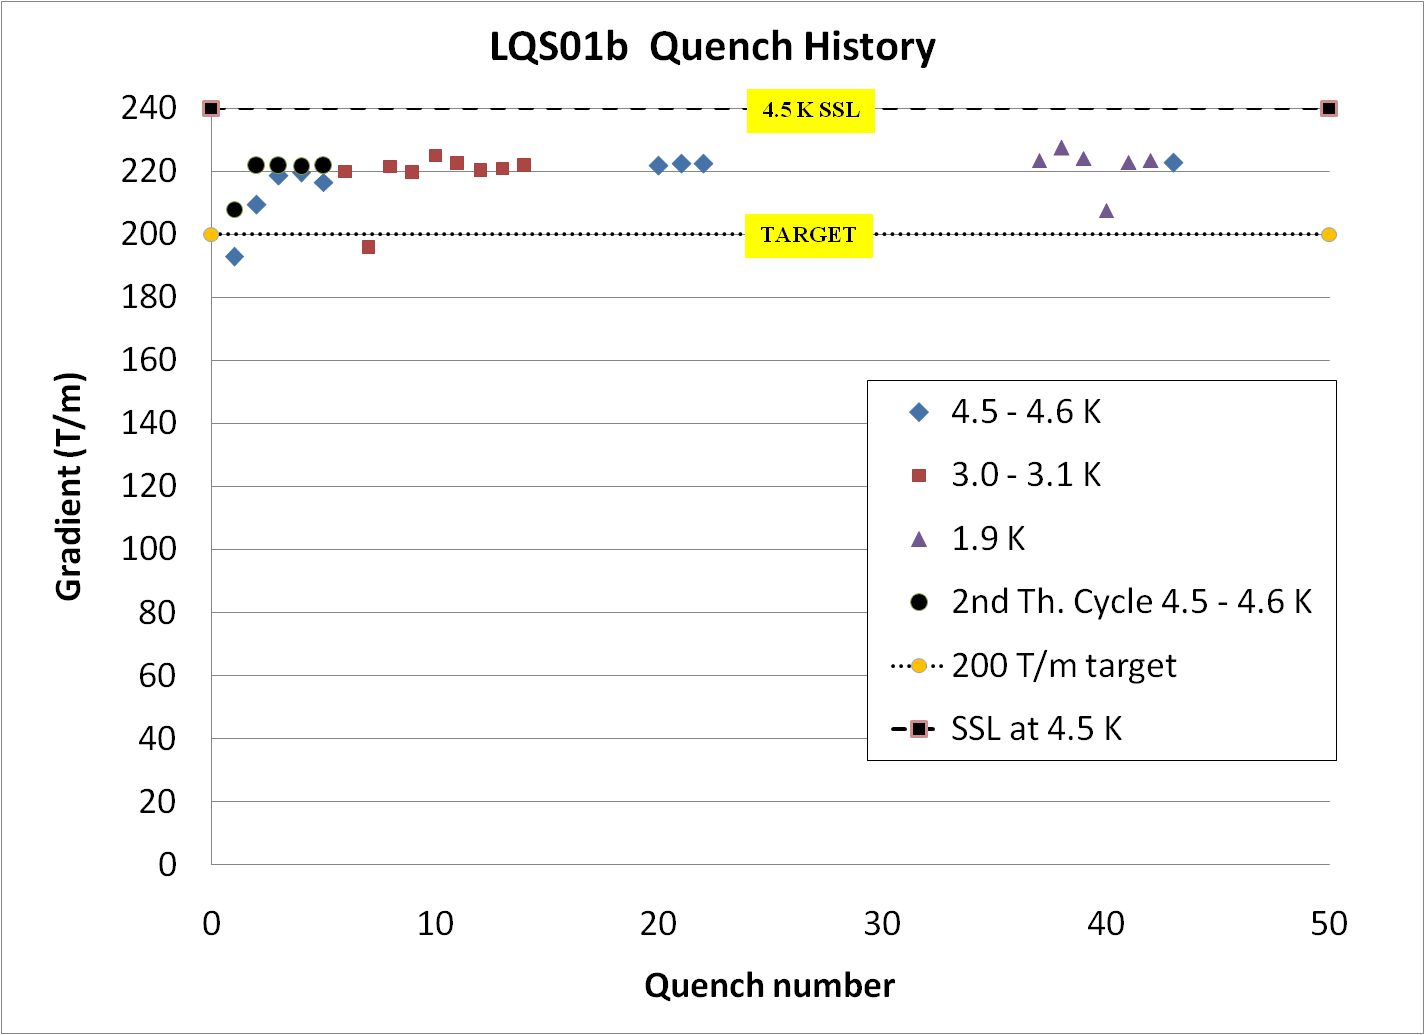 LQS01b  Quench History
240
220
200
180
160
140
120
100
80
60
40
20
0
Gradient (T/m)
4.5 K SSL
TARGET
4.5 - 4.6 K
3.0 - 3.1 K
1.9 K
2nd Th. Cycle 4.5 - 4.6 K
200 T/m target
SSL at 4.5 K
0 10 20 30 40 50
Quench number